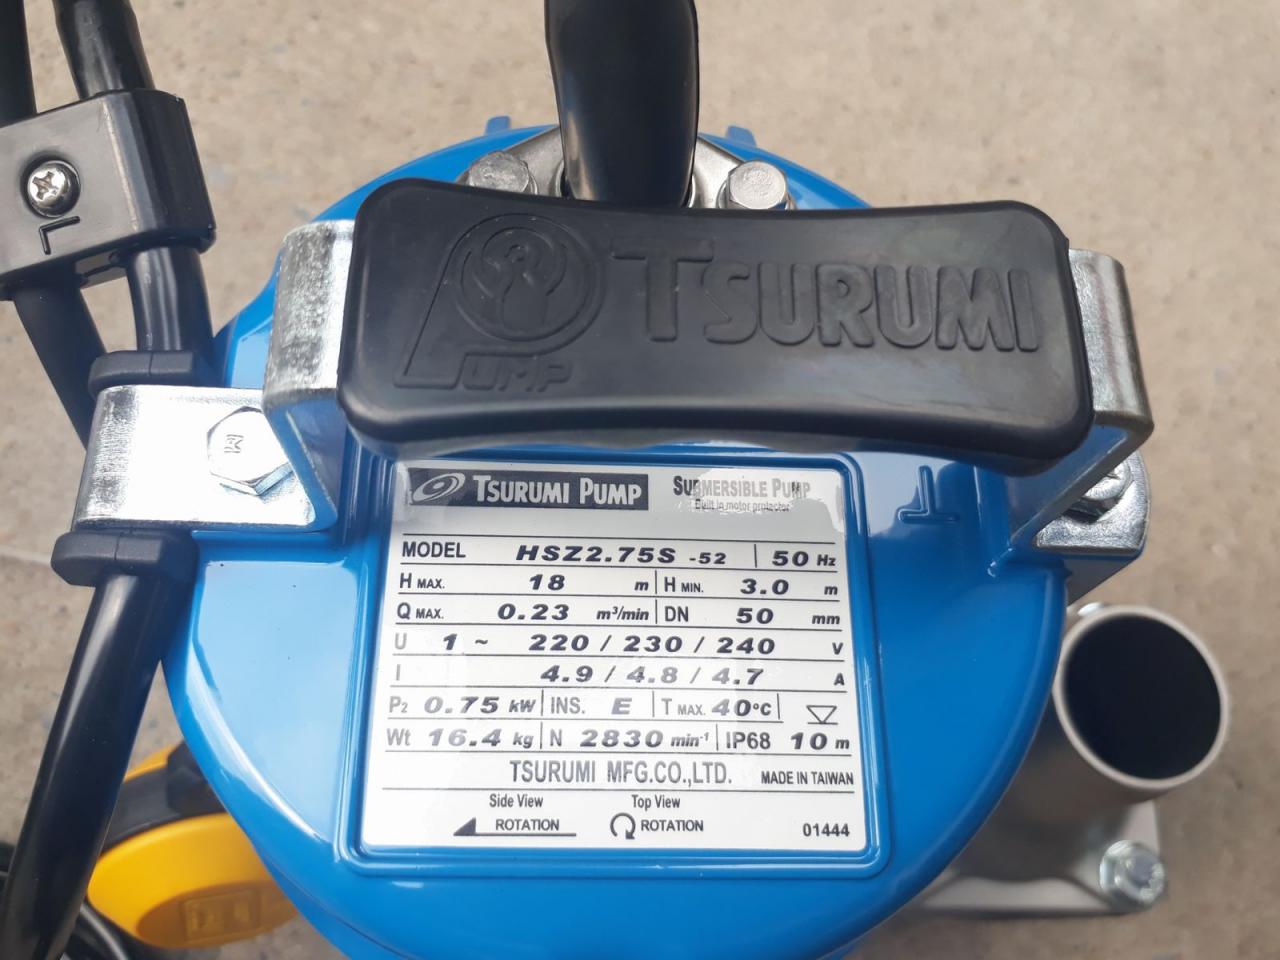 L
TSURUMI
PUMP
TSURUMI PUMP SUBMERSIBLE PUMP
Built in motor protector
MODEL HSZ2.75S -52 50 Hz
H MAX. 18 m H MIN. 3.0 m
Q MAX. 0.23 m³/min DN 50 mm
U 1 ~ 220 / 230 / 240 V
I 4.9 / 4.8 / 4.7 A
P2 0.75 kW INS. E T MAX. 40°C
Wt 16.4 kg N 2830 min-1 IP68 10 m
TSURUMI MFG.CO.,LTD. MADE IN TAIWAN
Side View Top View
ROTATION ROTATION
01444